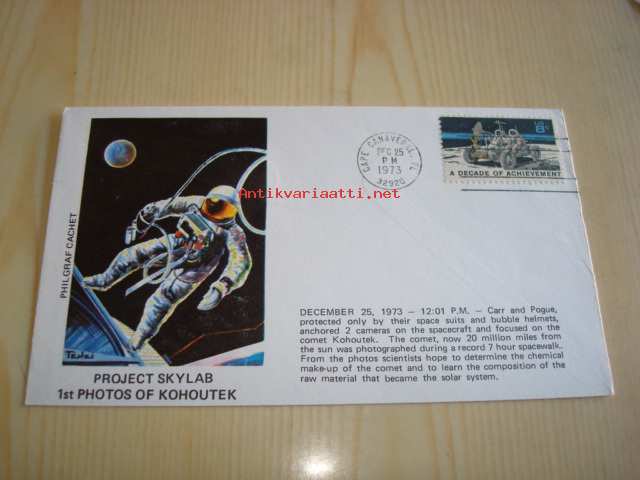 PHILGRAF CACHET
PROJECT SKYLAB
1st PHOTOS OF KOHOUTEK
CAPE CANAVERAL, FL
DEC 25
PM
1973
32920
US
8c
A DECADE OF ACHIEVEMENT
Antikvariaatti.net
DECEMBER 25, 1973 — 12:01 P.M. — Carr and Pogue,
protected only by their space suits and bubble helmets,
anchored 2 cameras on the spacecraft and focused on the
comet Kohoutek. The comet, now 20 million miles from
the sun was photographed during a record 7 hour spacewalk.
From the photos scientists hope to determine the chemical
make-up of the comet and to learn the composition of the
raw material that became the solar system.